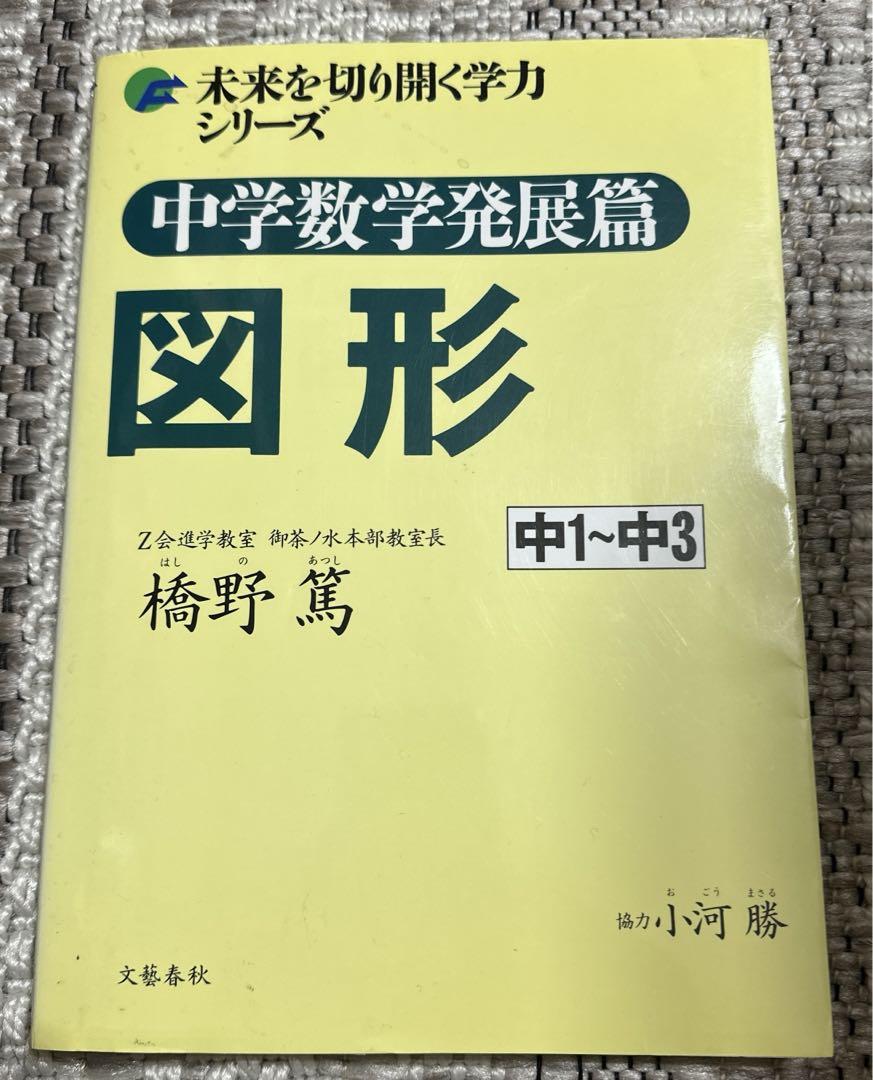 未来を切り開く学力
シリーズ
中学数学発展篇
図形
中1~中3
Z会進学教室 御茶ノ水本部教室長
はし の あつし
橋野 篤
お ごう まさる
協力 小河 勝
文藝春秋